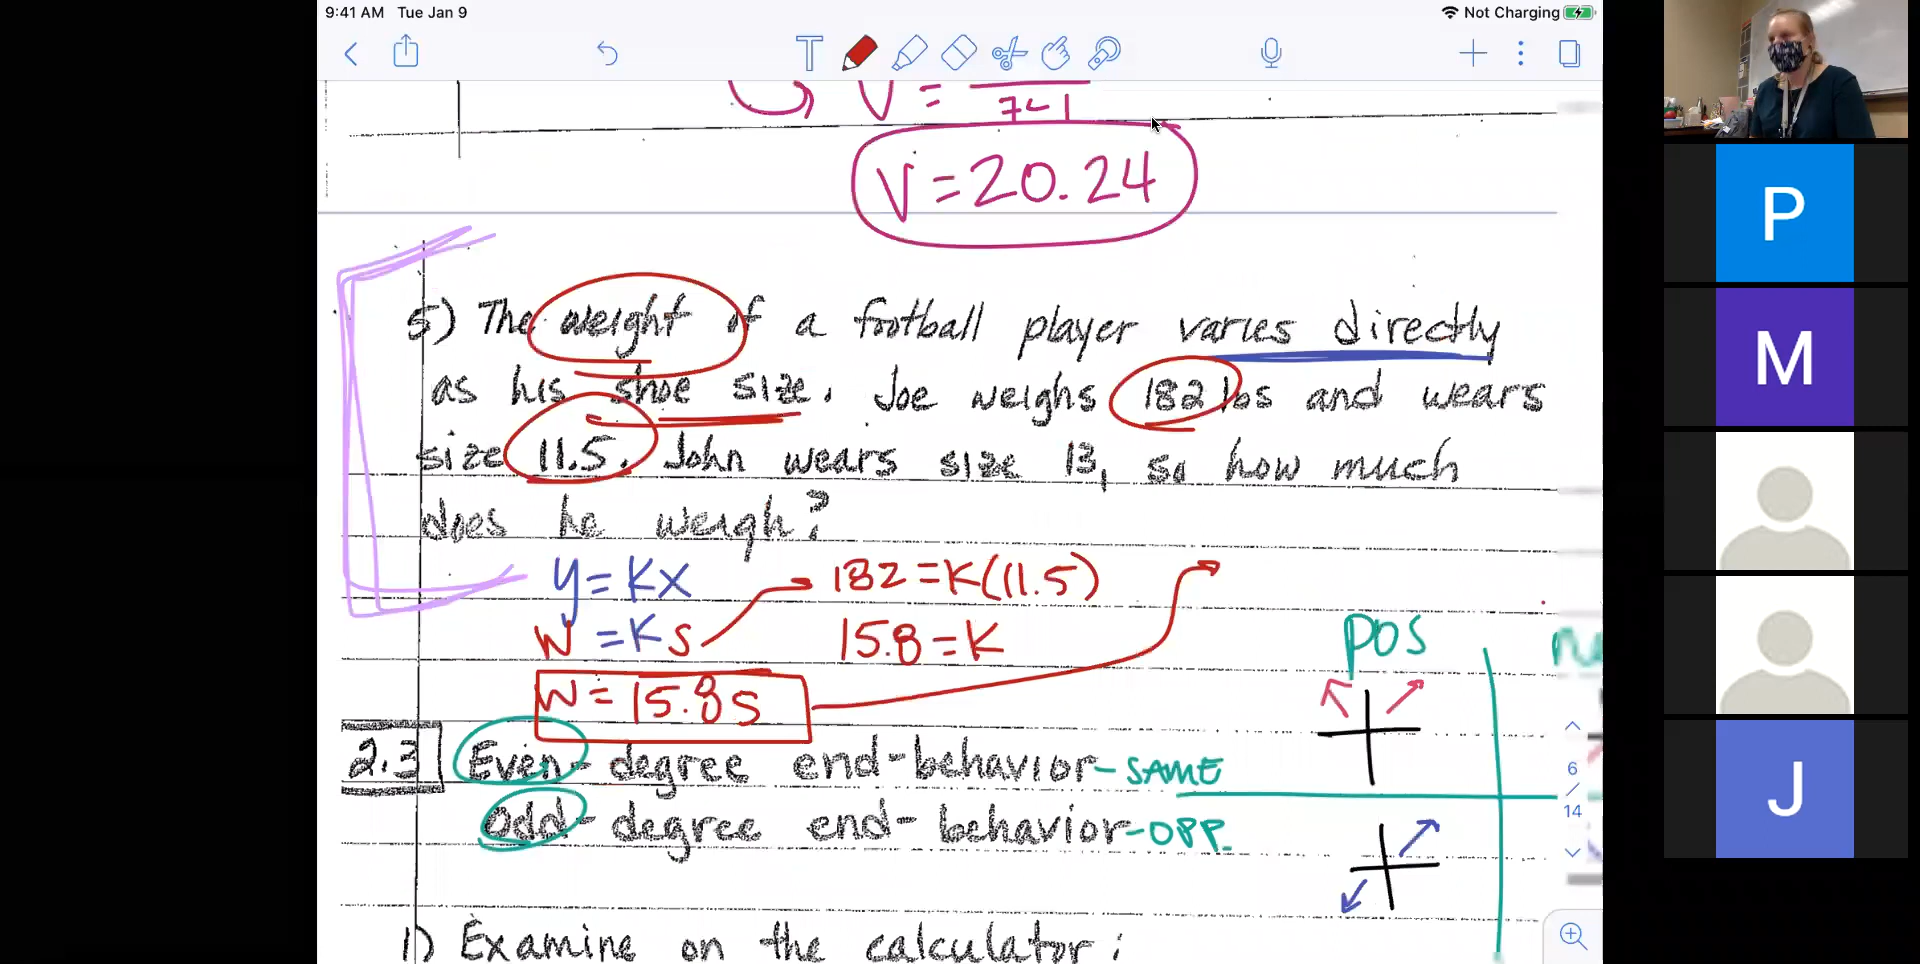 9:41 AM Tue Jan 9
Not Charging
V =
741
V = 20.24
5) The weight of a football player varies directly
as his shoe size. Joe weighs 182 lbs and wears
size 11.5. John wears size 13, so how much
does he weigh?
y = Kx
182 = K(11.5)
W = KS
15.8 = K
W = 15.8S
POS
2.3 Even-degree end-behavior - SAME
Odd-degree end-behavior - OPP.
6
/
14
1) Examine on the calculator:
P
M
J